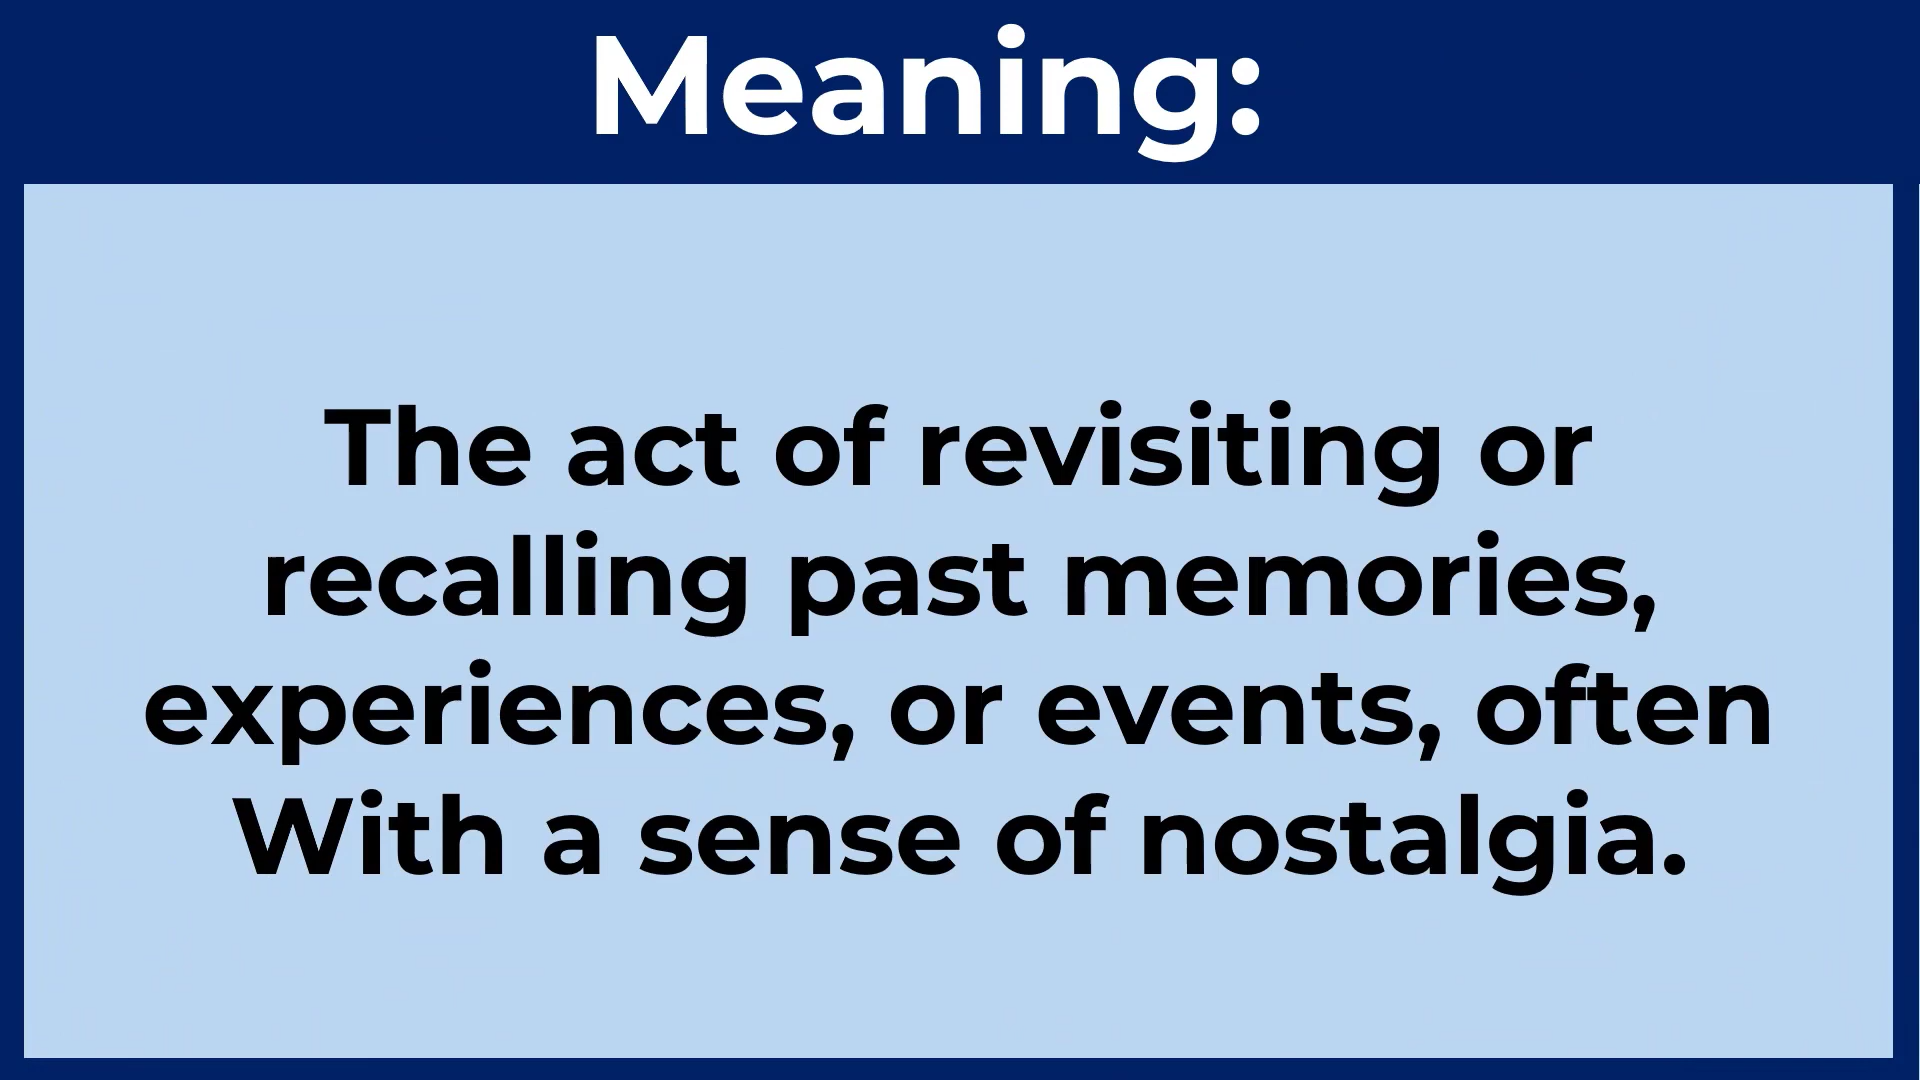 Meaning:
The act of revisiting or
recalling past memories,
experiences, or events, often
With a sense of nostalgia.